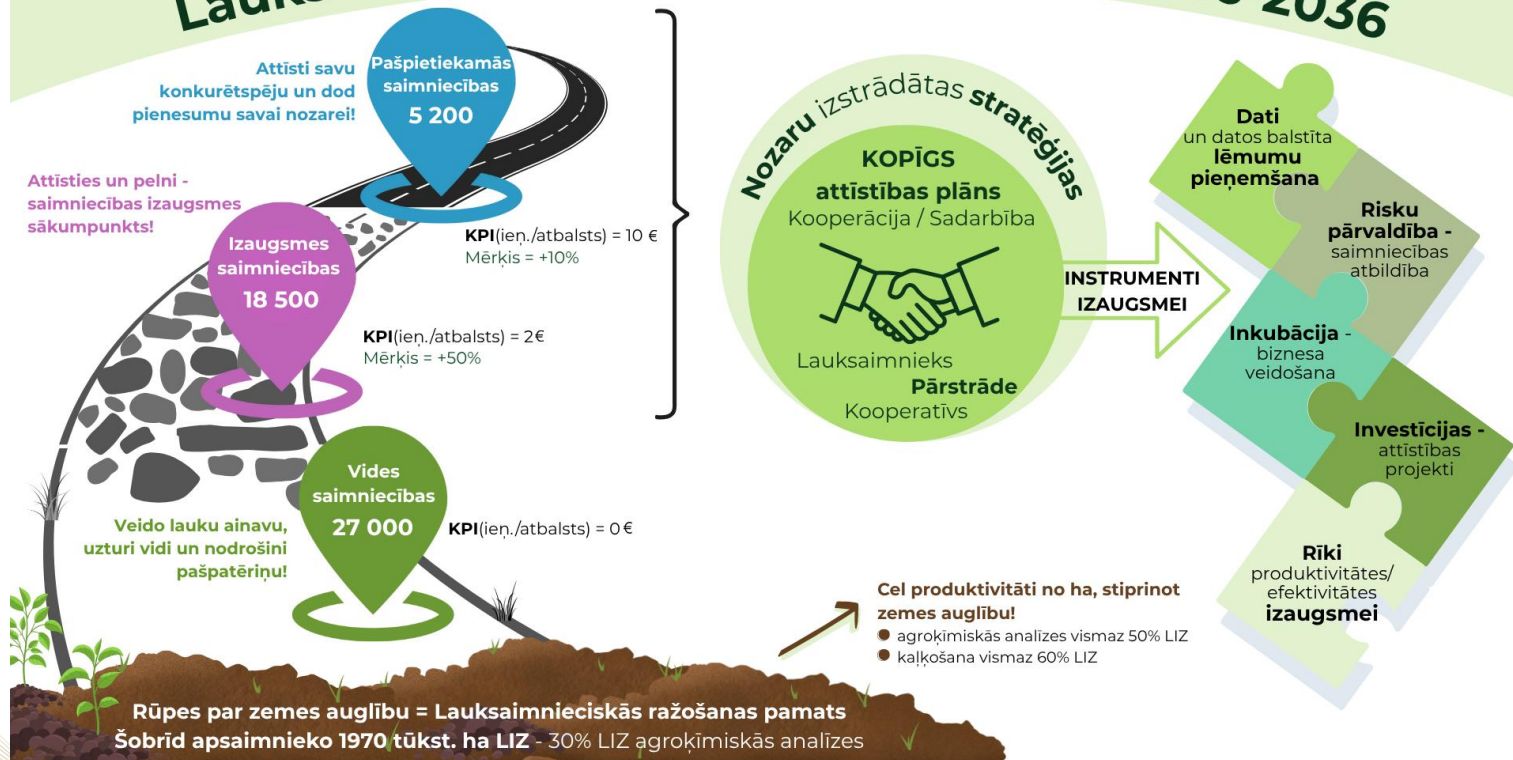 2036
Attīsti savu
konkurētspēju un dod
pienesumu savai nozarei!
Pašpietiekamās
saimniecības
5 200
KPI(ieņ./atbalsts) = 10 €
Mērķis = +10%
Attīsties un pelni -
saimniecības izaugsmes
sākumpunkts!
Izaugsmes
saimniecības
18 500
KPI(ieņ./atbalsts) = 2€
Mērķis = +50%
Vides
saimniecības
27 000
KPI(ieņ./atbalsts) = 0 €
Veido lauku ainavu,
uzturi vidi un nodrošini
pašpatēriņu!
Nozaru izstrādātas stratēģijas
KOPĪGS
attīstības plāns
Kooperācija / Sadarbība
Lauksaimnieks
Pārstrāde
Kooperatīvs
INSTRUMENTI
IZAUGSMEI
Dati
un datos balstīta
lēmumu
pieņemšana
Risku
pārvaldība -
saimniecības
atbildība
Inkubācija -
biznesa
veidošana
Investīcijas -
attīstības
projekti
Rīki
produktivitātes/
efektivitātes
izaugsmei
Cel produktivitāti no ha, stiprinot
zemes auglību!
agroķīmiskās analīzes vismaz 50% LIZ
kaļķošana vismaz 60% LIZ
Rūpes par zemes auglību = Lauksaimnieciskās ražošanas pamats
Šobrīd apsaimnieko 1970 tūkst. ha LIZ - 30% LIZ agroķīmiskās analīzes